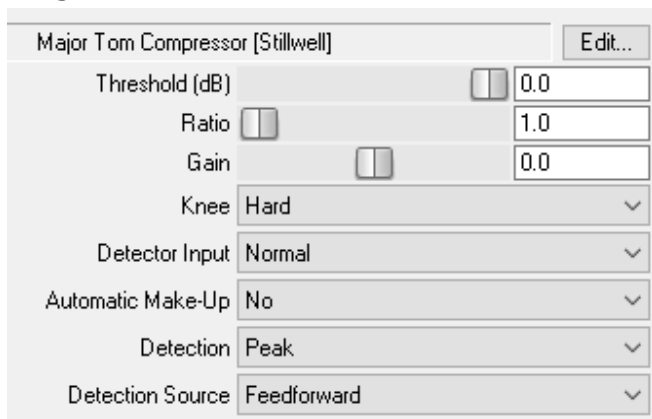 Major Tom Compressor [Stillwell] Edit...
Threshold (dB) 0.0
Ratio 1.0
Gain 0.0
Knee Hard
Detector Input Normal
Automatic Make-Up No
Detection Peak
Detection Source Feedforward